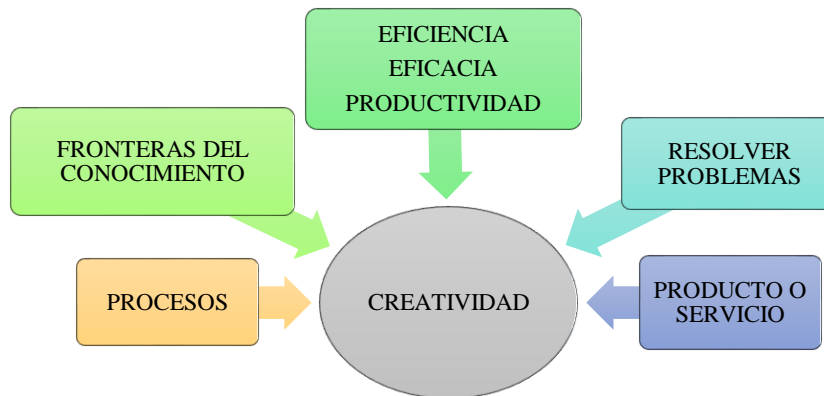 EFICIENCIA
EFICACIA
PRODUCTIVIDAD
FRONTERAS DEL
CONOCIMIENTO
RESOLVER
PROBLEMAS
PROCESOS
CREATIVIDAD
PRODUCTO O
SERVICIO